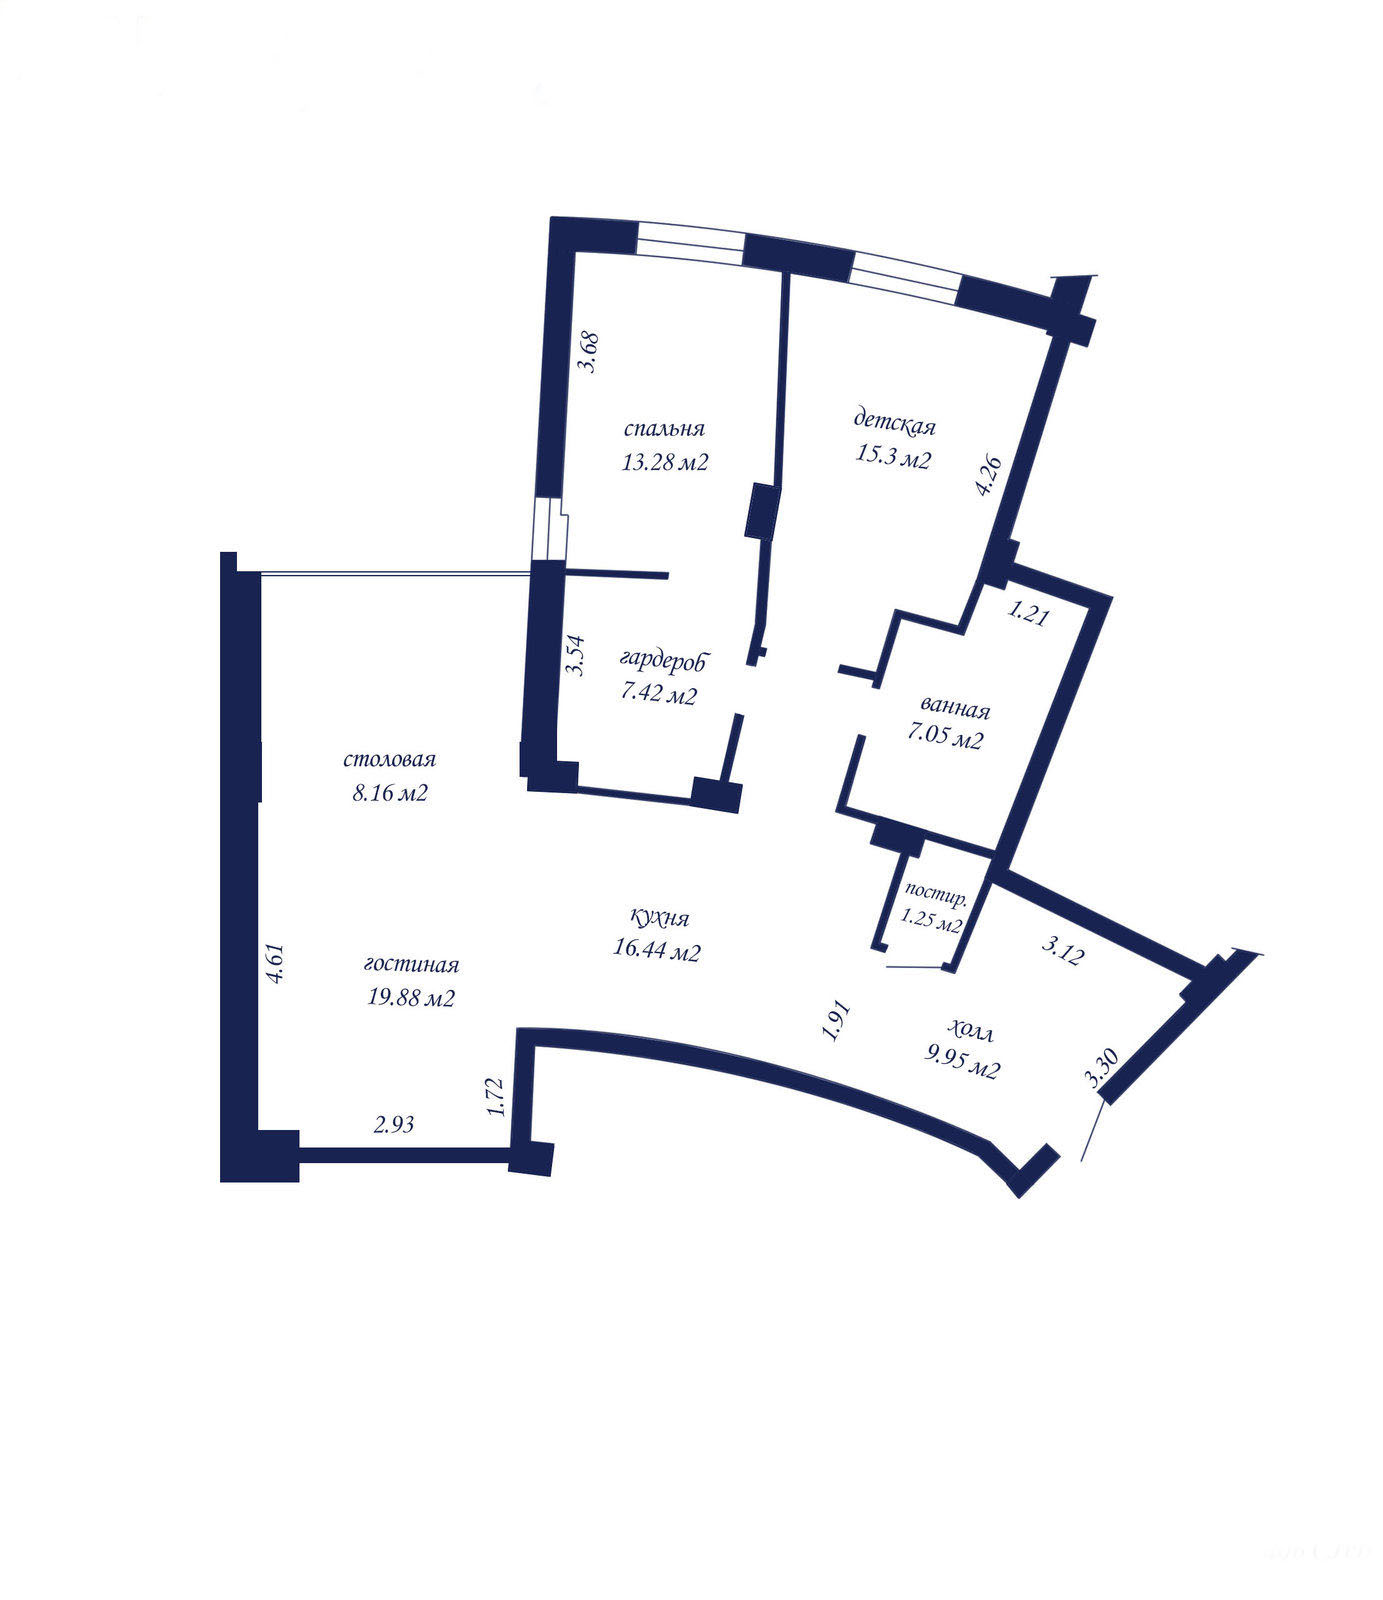 3.68
спальня
13.28 м2
детская
15.3 м2
4.26
1.21
3.54
гардероб
7.42 м2
ванная
7.05 м2
столовая
8.16 м2
постир.
1.25 м2
кухня
16.44 м2
4.61
гостиная
19.88 м2
3.12
1.91
холл
9.95 м2
3.30
1.72
2.93